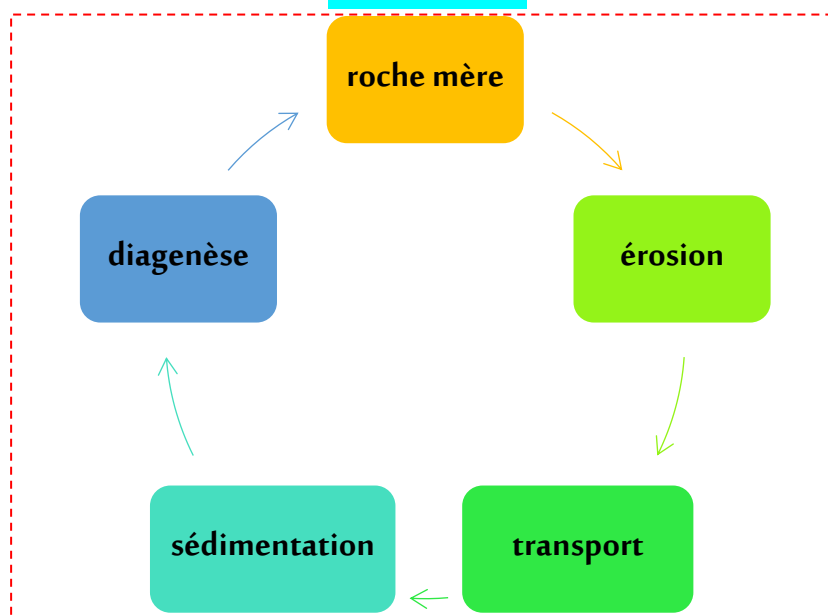 roche mère
érosion
transport
sédimentation
diagenèse